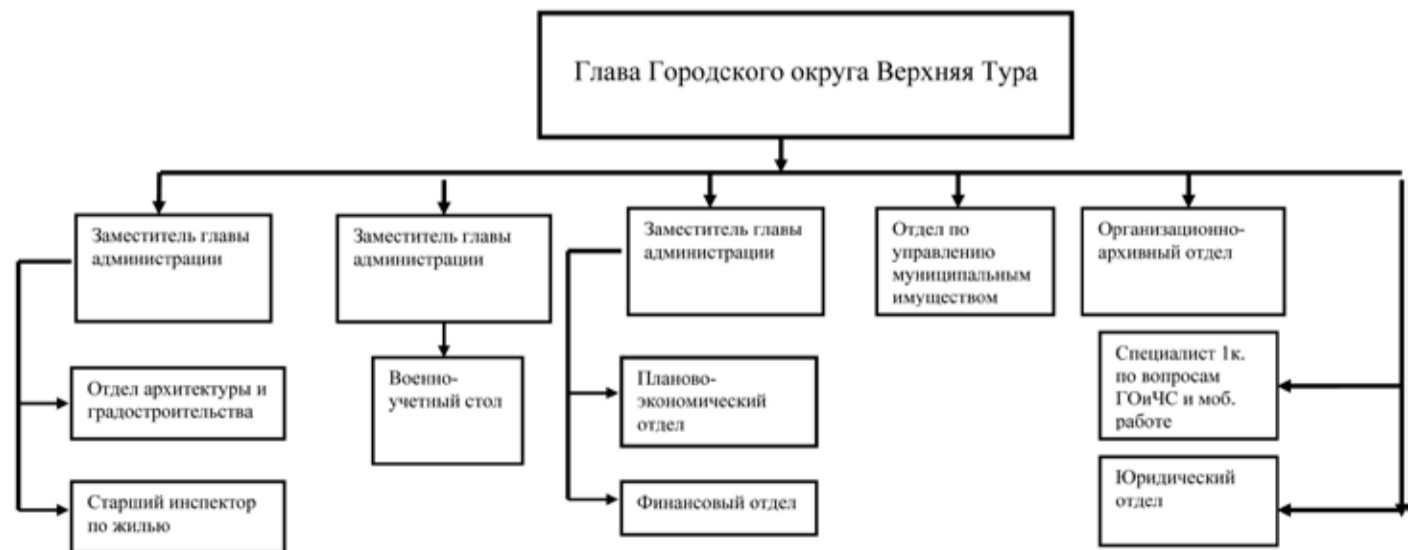 Глава Городского округа Верхняя Тура
Заместитель главы
администрации
Заместитель главы
администрации
Заместитель главы
администрации
Отдел по
управлению
муниципальным
имуществом
Организационно-
архивный отдел
Отдел архитектуры и
градостроительства
Военно-
учетный стол
Планово-
экономический
отдел
Специалист 1к.
по вопросам
ГОиЧС и моб.
работе
Старший инспектор
по жилью
Финансовый отдел
Юридический
отдел